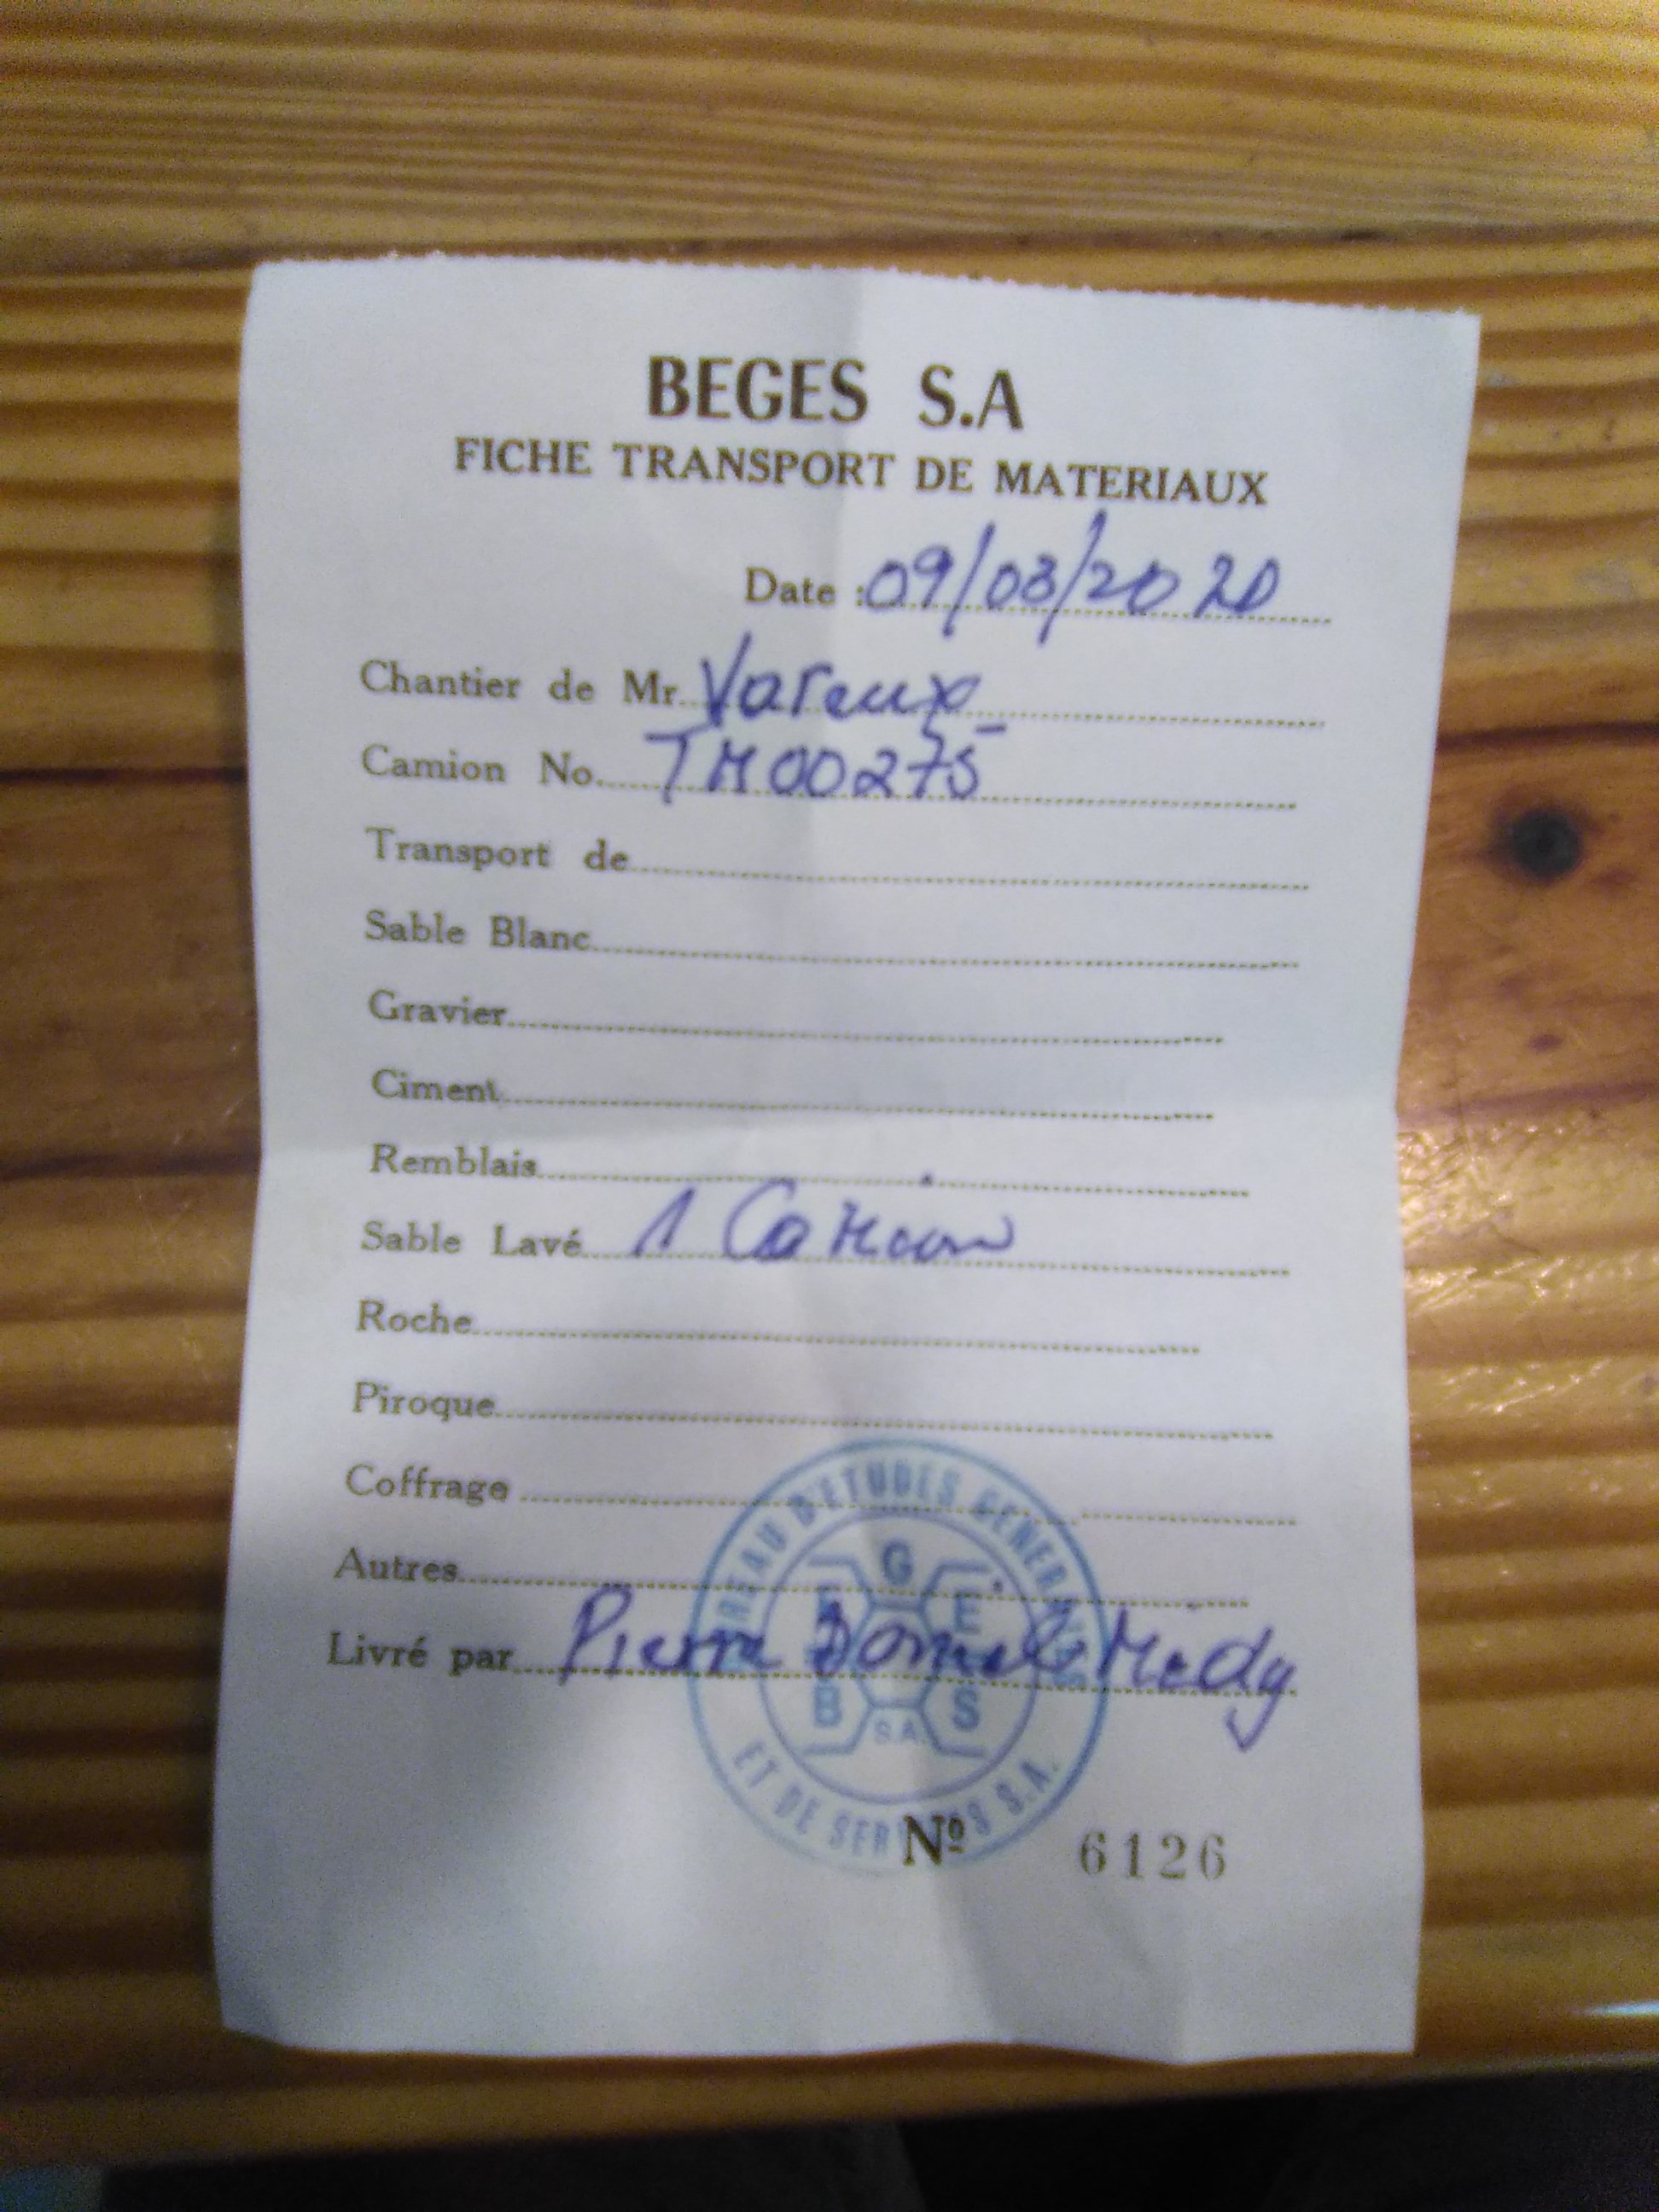 BEGES S.A
FICHE TRANSPORT DE MATERIAUX
Date : 09/03/2020
Chantier de Mr. Vareux
Camion No. TM00275
Transport de
Sable Blanc
Gravier
Ciment
Remblais
Sable Lavé 1 Camion
Roche
Piroque
Coffrage
Autres
Livré par Pierre Medy
BUREAU D'ETUDES GENERALES
G
E
B S
S.A.
ET DE SERVICES S.A.
Nº 6126